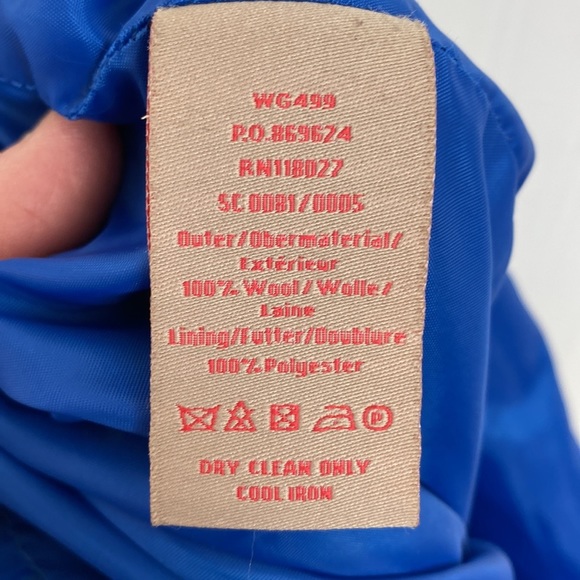 WG499
P.O.869624
RN118027
SC 0081/0005
Outer/Obermaterial/
Extérieur
100% Wool/Wolle/
Laine
Lining/Futter/Doublure
100% Polyester
P
DRY CLEAN ONLY
COOL IRON